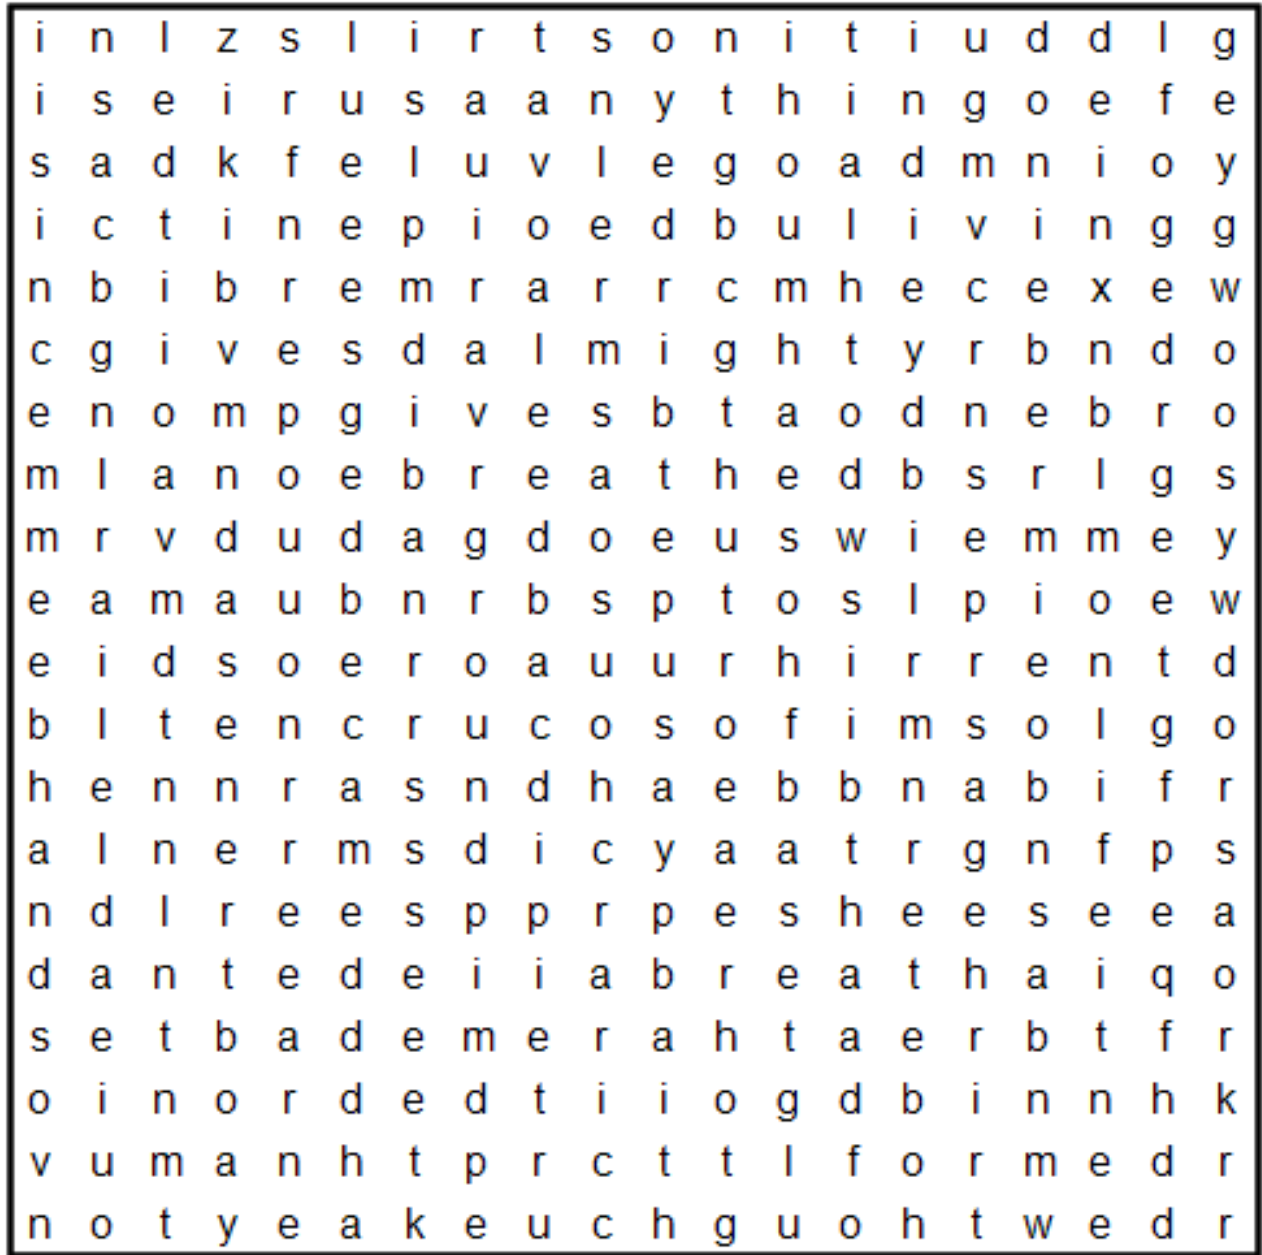 i n l z s l i r t s o n i t i u d d l g
i s e i r u s a a n y t h i n g o e f e
s a d k f e l u v l e g o a d m n i o y
i c t i n e p i o e d b u l i v i n g g
n b i b r e m r a r r c m h e c e x e w
c g i v e s d a l m i g h t y r b n d o
e n o m p g i v e s b t a o d n e b r o
m l a n o e b r e a t h e d b s r l g s
m r v d u d a g d o e u s w i e m m e y
e a m a u b n r b s p t o s l p i o e w
e i d s o e r o a u u r h i r r e n t d
b l t e n c r u c o s o f i m s o l g o
h e n n r a s n d h a e b b n a b i f r
a l n e r m s d i c y a a t r g n f p s
n d l r e e s p p r p e s h e e s e e a
d a n t e d e i i a b r e a t h a i q o
s e t b a d e m e r a h t a e r b t f r
o i n o r d e d t i i o g d b i n n h k
v u m a n h t p r c t t l f o r m e d r
n o t y e a k e u c h g u o h t w e d r